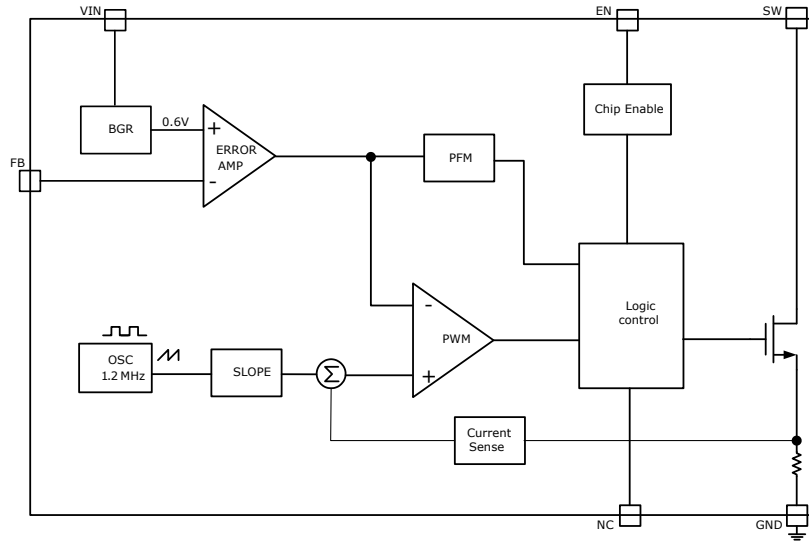 VIN
EN
SW
Chip Enable
BGR
0.6V
+
ERROR
AMP
-
FB
PFM
Logic
control
-
PWM
+
OSC
1.2 MHz
SLOPE
Σ
Current
Sense
NC
GND